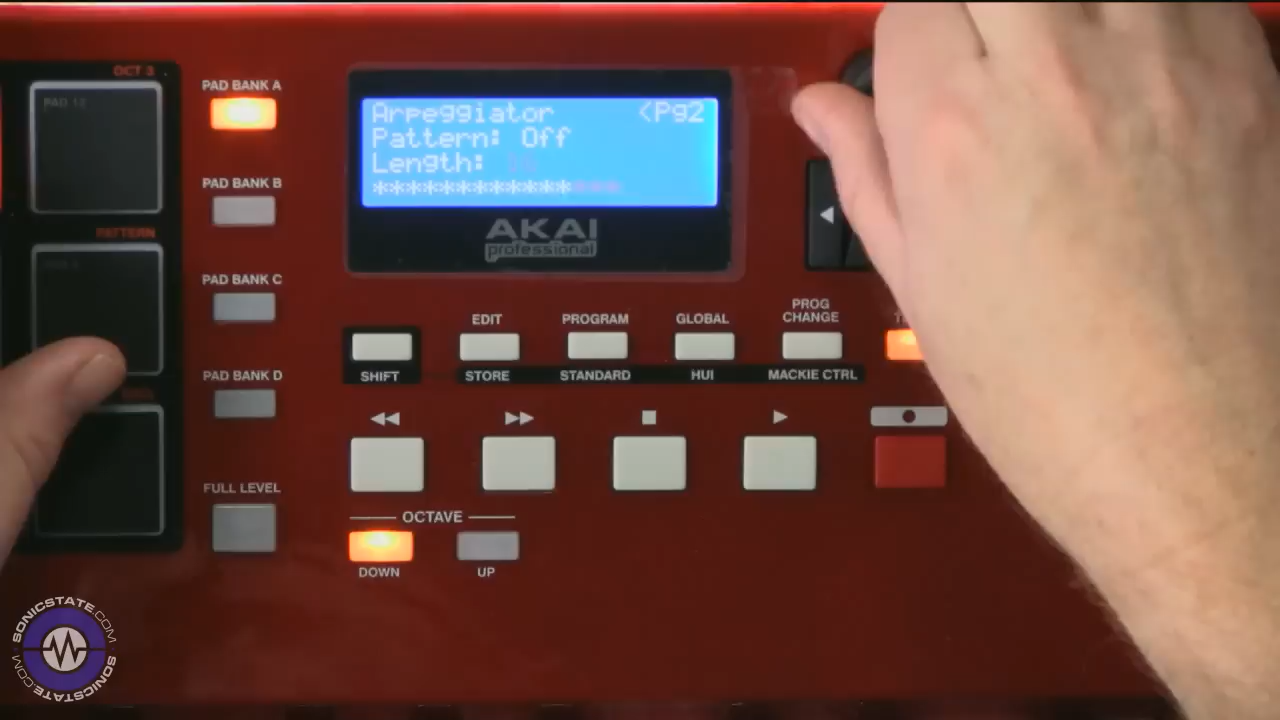 OCT 3
PAD 13
PAD BANK A
Arpeggiator <Pg2
Pattern: Off
Length:
***************
PAD BANK B
PATTERN
AKAI
professional
PAD BANK C
EDIT
PROGRAM
GLOBAL
PROG
CHANGE
SHIFT
STORE
STANDARD
HUI
MACKIE CTRL
PAD BANK D
FULL LEVEL
OCTAVE
DOWN
UP
SONICSTATE.COM
SONICSTATE.COM